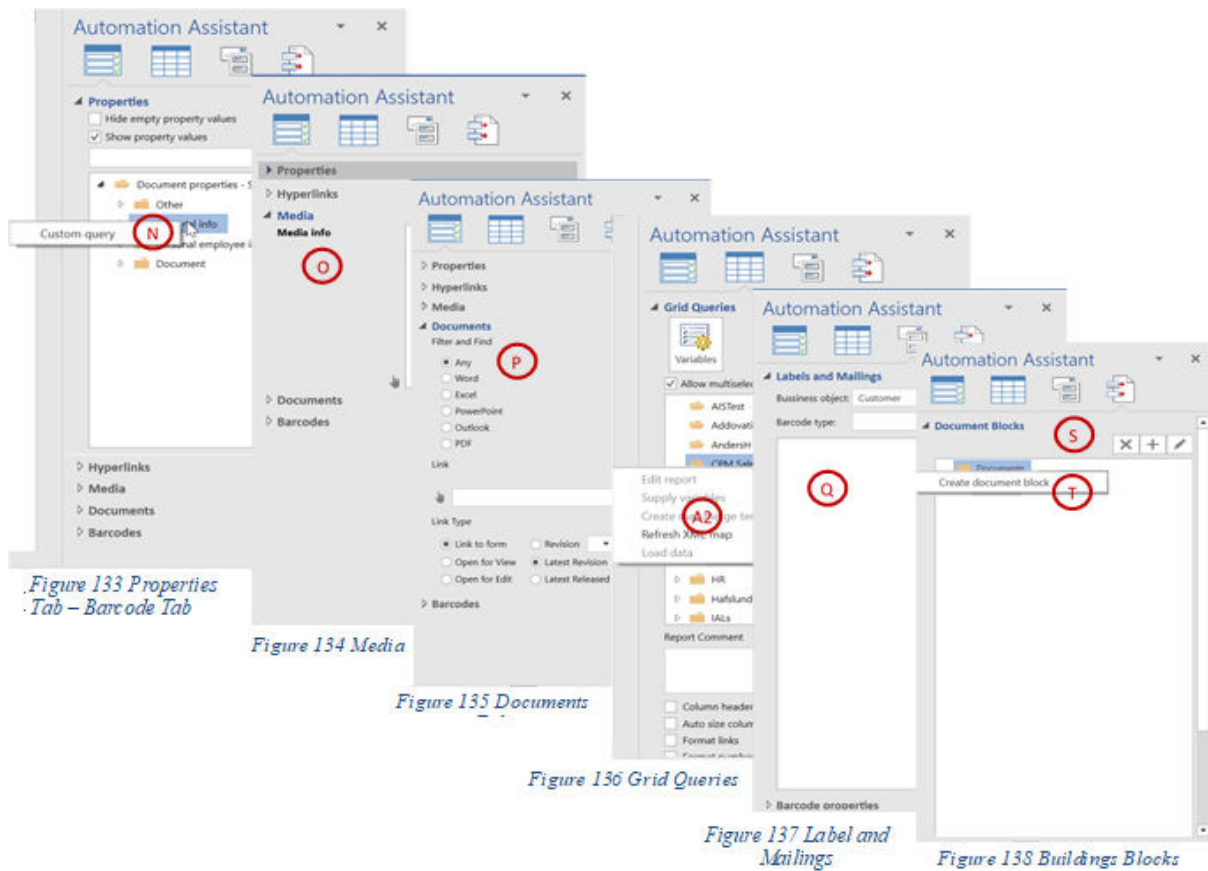 Automation Assistant
Properties
Hide empty property values
Show property values
Document properties - S
Other
N
al info
Custom query
onal employee i
Document
Hyperlinks
Media
Documents
Barcodes
Figure 133 Properties
Tab – Barcode Tab
Automation Assistant
Properties
Hyperlinks
Media
Media info
O
Documents
Barcodes
Figure 134 Media
Automation Assistant
Properties
Hyperlinks
Media
Documents
Filter and Find
P
Any
Word
Excel
PowerPoint
Outlook
PDF
Link
Link Type
Link to form
Revision
Open for View
Latest Revision
Open for Edit
Latest Released
Barcodes
Figure 135 Documents
Automation Assistant
Grid Queries
Variables
Allow multiselec
AISTest
Addovati
AndersH
CPM Sale
Edit report
Supply variables
A2
Refresh XML map
Load data
HR
Hafslund
IALs
Report Comment
Column header
Auto size colum
Format links
Figure 136 Grid Queries
Automation Assistant
Labels and Mailings
Bussiness object: Customer
Barcode type:
Q
Barcode properties
Figure 137 Label and
Mailings
Automation Assistant
S
Document Blocks
Documents
Create document block
T
Figure 138 Buildings Blocks